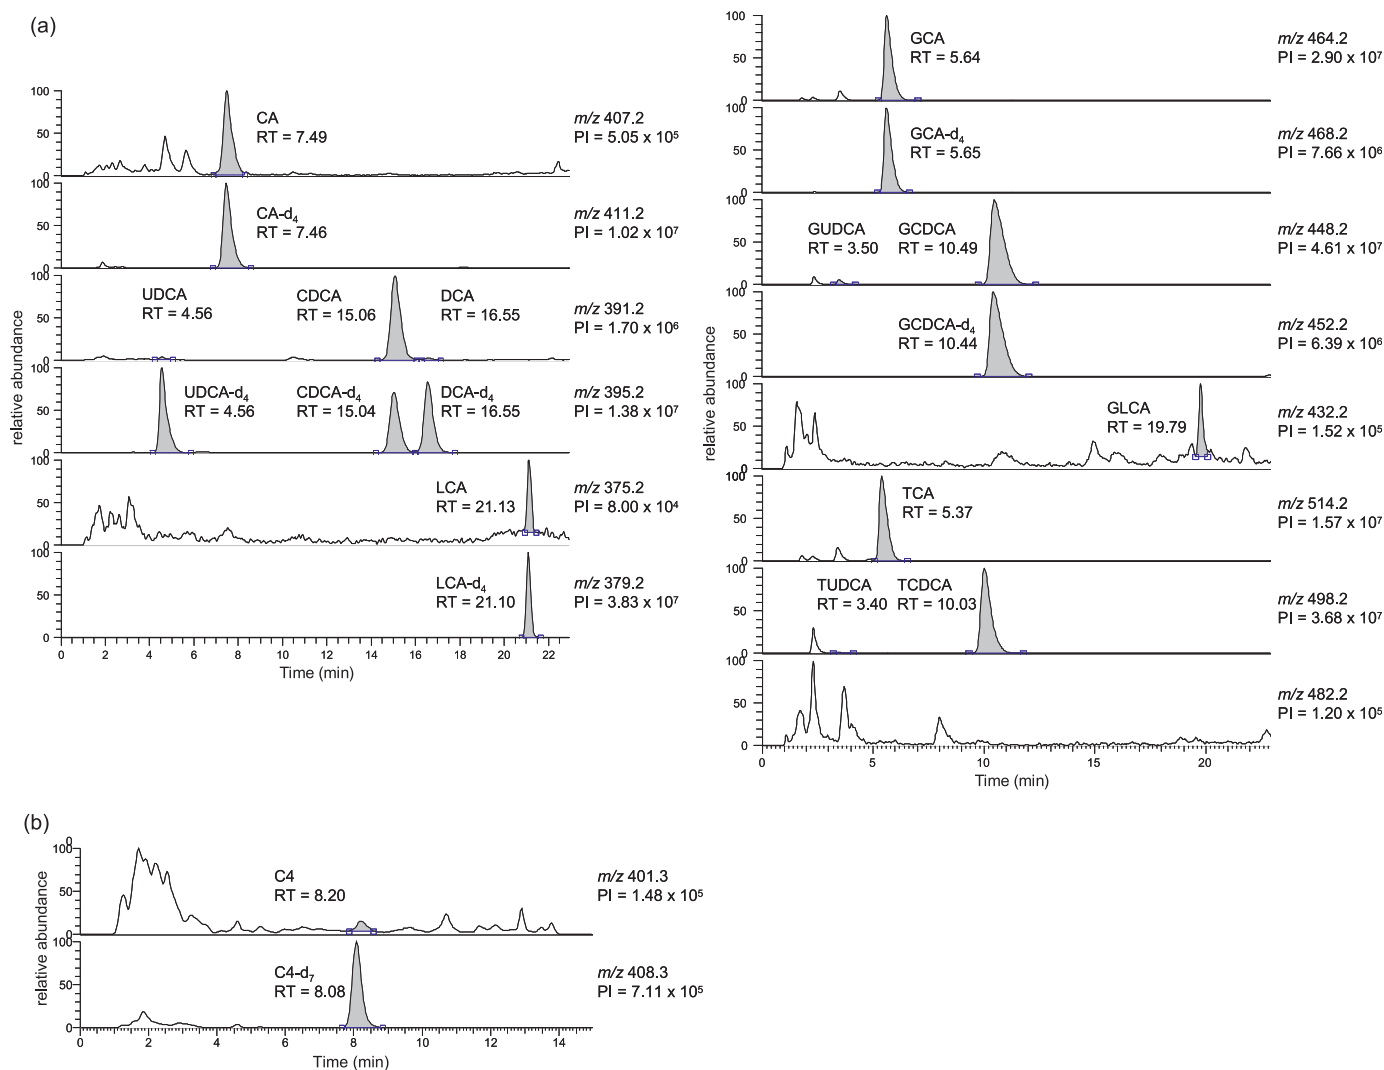 (a)
relative abundance
100
50
0
CA
RT = 7.49
m/z 407.2
PI = 5.05 x 10⁵
100
50
0
CA-d₄
RT = 7.46
m/z 411.2
PI = 1.02 x 10⁷
100
50
0
UDCA
RT = 4.56
CDCA
RT = 15.06
DCA
RT = 16.55
m/z 391.2
PI = 1.70 x 10⁶
100
50
0
UDCA-d₄
RT = 4.56
CDCA-d₄
RT = 15.04
DCA-d₄
RT = 16.55
m/z 395.2
PI = 1.38 x 10⁷
100
50
0
LCA
RT = 21.13
m/z 375.2
PI = 8.00 x 10⁴
100
50
0
LCA-d₄
RT = 21.10
m/z 379.2
PI = 3.83 x 10⁷
0 2 4 6 8 10 12 14 16 18 20 22
Time (min)
relative abundance
100
50
0
GCA
RT = 5.64
m/z 464.2
PI = 2.90 x 10⁷
100
50
0
GCA-d₄
RT = 5.65
m/z 468.2
PI = 7.66 x 10⁶
100
50
0
GUDCA
RT = 3.50
GCDCA
RT = 10.49
m/z 448.2
PI = 4.61 x 10⁷
100
50
0
GCDCA-d₄
RT = 10.44
m/z 452.2
PI = 6.39 x 10⁶
100
50
0
GLCA
RT = 19.79
m/z 432.2
PI = 1.52 x 10⁵
100
50
0
TCA
RT = 5.37
m/z 514.2
PI = 1.57 x 10⁷
100
50
0
TUDCA
RT = 3.40
TCDCA
RT = 10.03
m/z 498.2
PI = 3.68 x 10⁷
100
50
0
m/z 482.2
PI = 1.20 x 10⁵
0 5 10 15 20
Time (min)
(b)
relative abundance
0
100
50
0
C4
RT = 8.20
m/z 401.3
PI = 1.48 x 10⁵
100
50
0
C4-d₇
RT = 8.08
m/z 408.3
PI = 7.11 x 10⁵
0 2 4 6 8 10 12 14
Time (min)